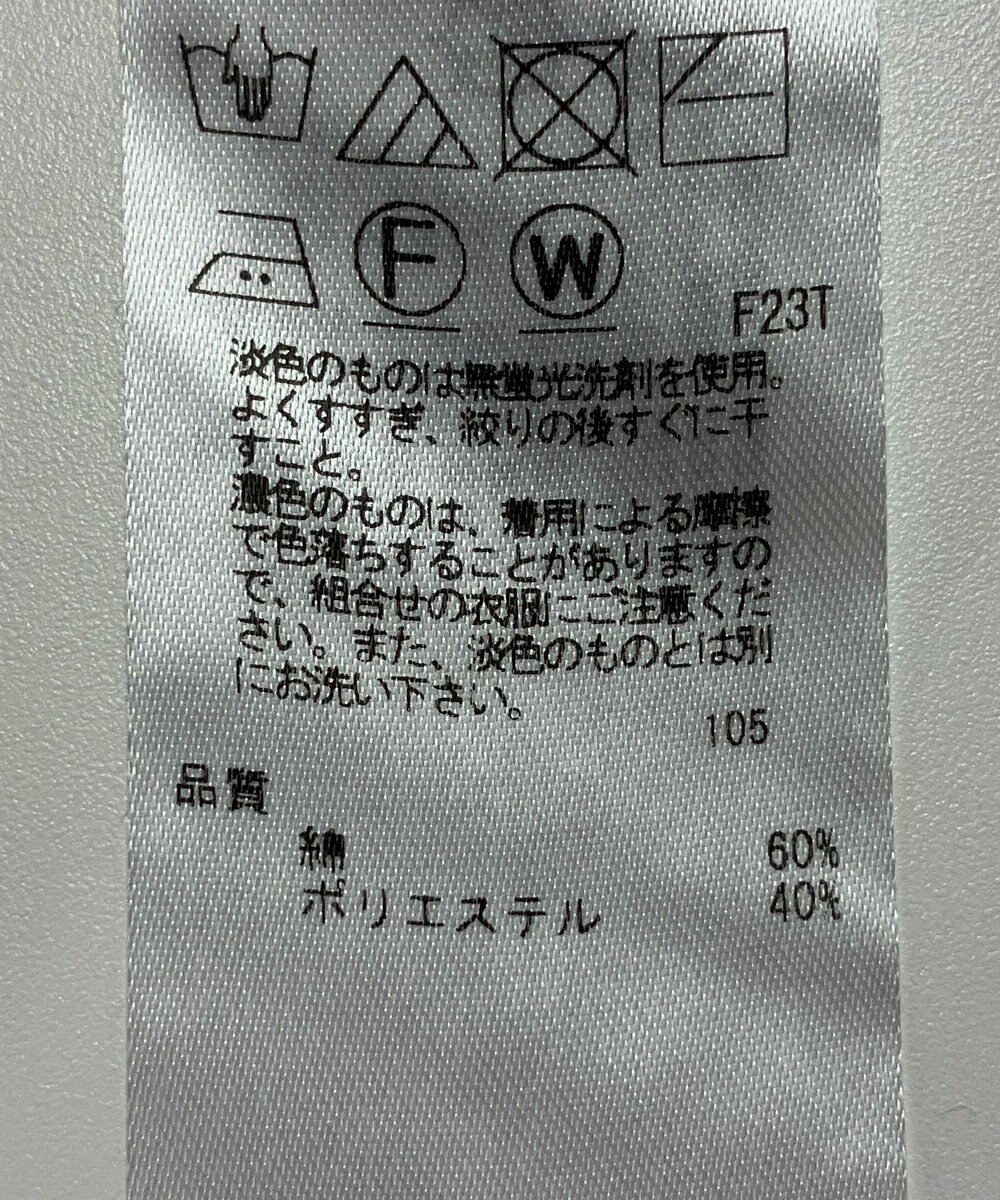 F
W
F23T
淡色のものは無蛍光洗剤を使用。
よくすすぎ、絞りの後すぐに干
すこと。
濃色のものは、着用による摩擦
で色落ちすることがありますの
で、組合せの衣服にご注意くだ
さい。また、淡色のものとは別
にお洗い下さい。
105
品質
綿 60%
ポリエステル 40%